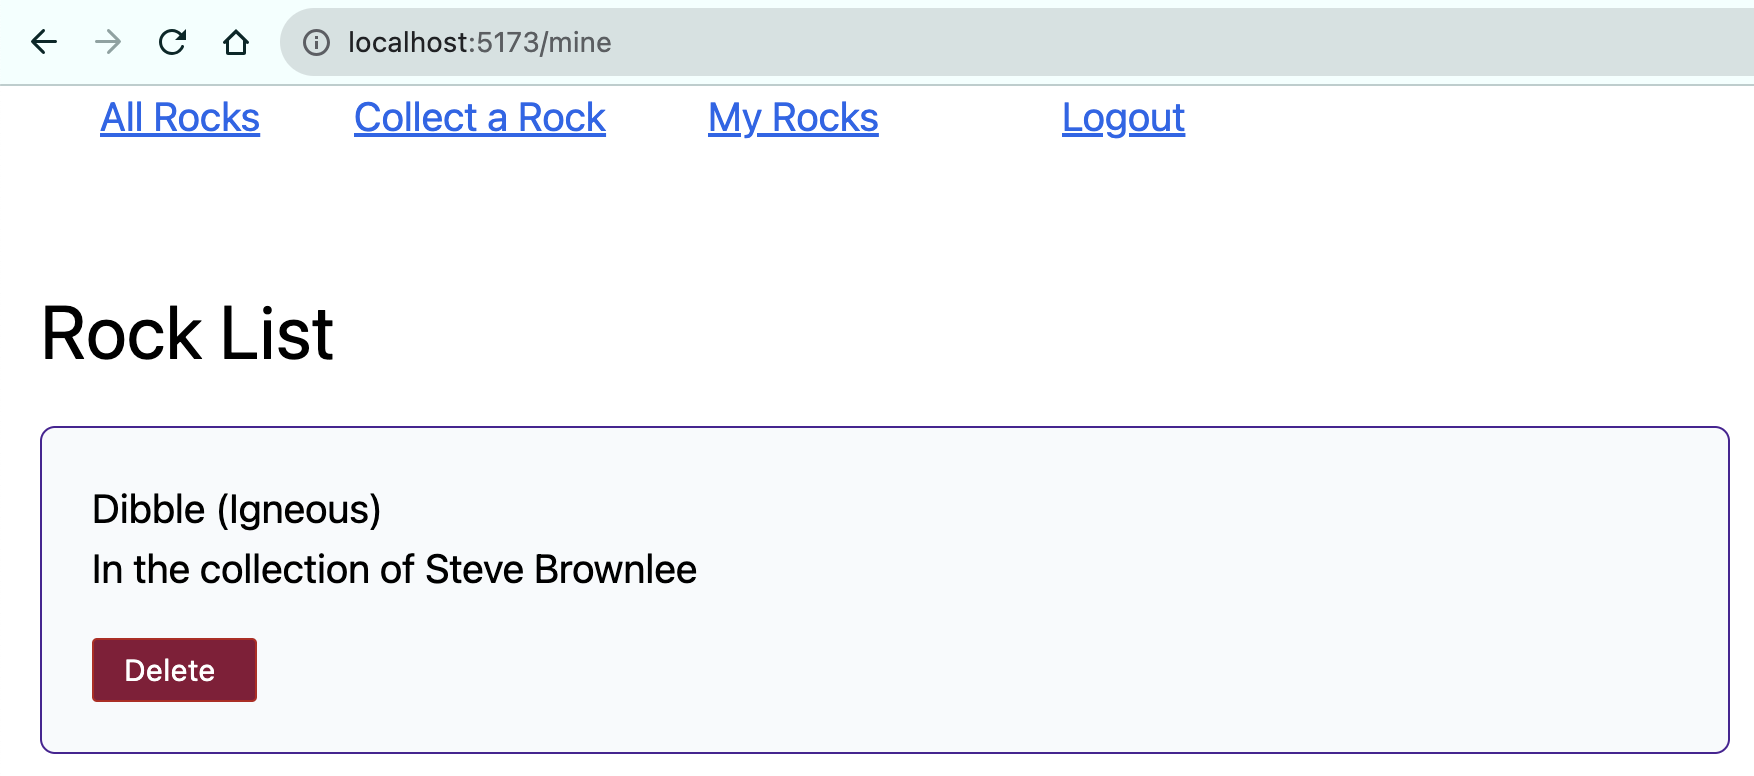 localhost:5173/mine
All Rocks Collect a Rock My Rocks Logout
Rock List
Dibble (Igneous)
In the collection of Steve Brownlee
Delete